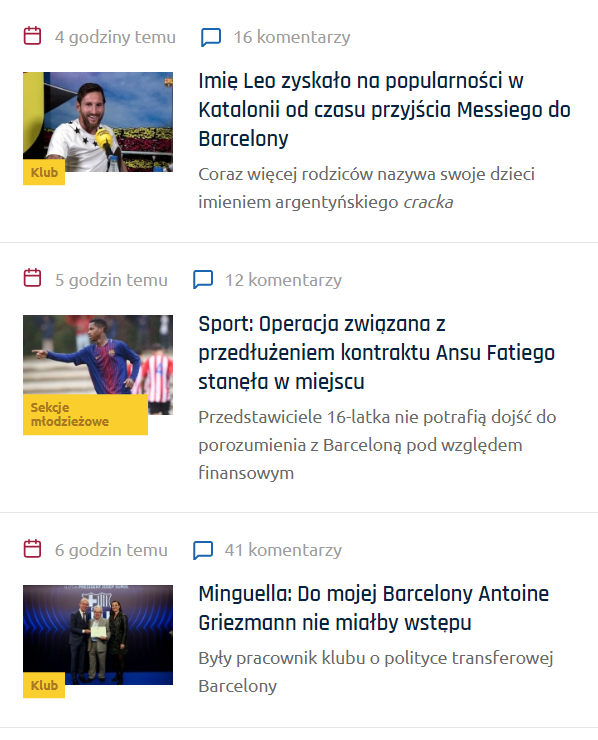 4 godziny temu 16 komentarzy
Imię Leo zyskało na popularności w
Katalonii od czasu przyjścia Messiego do
Barcelony
Klub
Coraz więcej rodziców nazywa swoje dzieci
imieniem argentyńskiego cracka
5 godzin temu 12 komentarzy
Sport: Operacja związana z
przedłużeniem kontraktu Ansu Fatiego
stanęła w miejscu
Sekcje
młodzieżowe
Przedstawiciele 16-latka nie potrafią dojść do
porozumienia z Barceloną pod względem
finansowym
6 godzin temu 41 komentarzy
Minguella: Do mojej Barcelony Antoine
Griezmann nie miałby wstępu
Klub
Były pracownik klubu o polityce transferowej
Barcelony